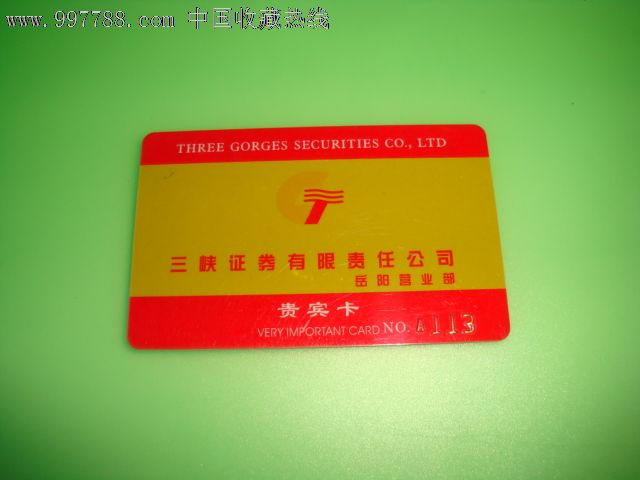 www.997788.com 中国收藏热线
THREE GORGES SECURITIES CO., LTD
三峡证券有限责任公司
岳阳营业部
贵宾卡
VERY IMPORTANT CARD NO. A113